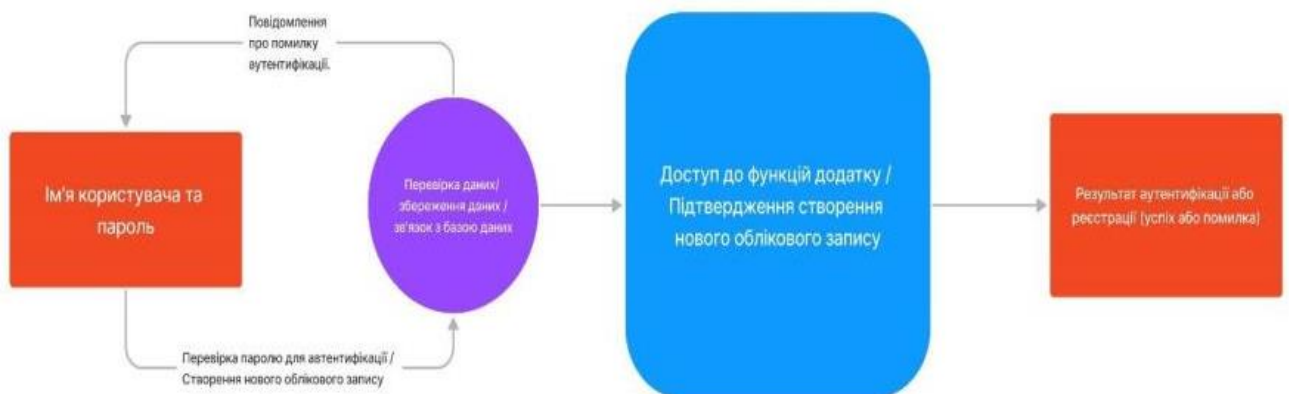 Повідомлення
про помилку
аутентифікації.
Ім'я користувача та
пароль
Перевірка даних/
збереження даних /
зв'язок з базою даних
Доступ до функцій додатку /
Підтвердження створення
нового облікового запису
Результат аутентифікації або
реєстрації (успіх або помилка)
Перевірка паролю для автентифікації /
Створення нового облікового запису